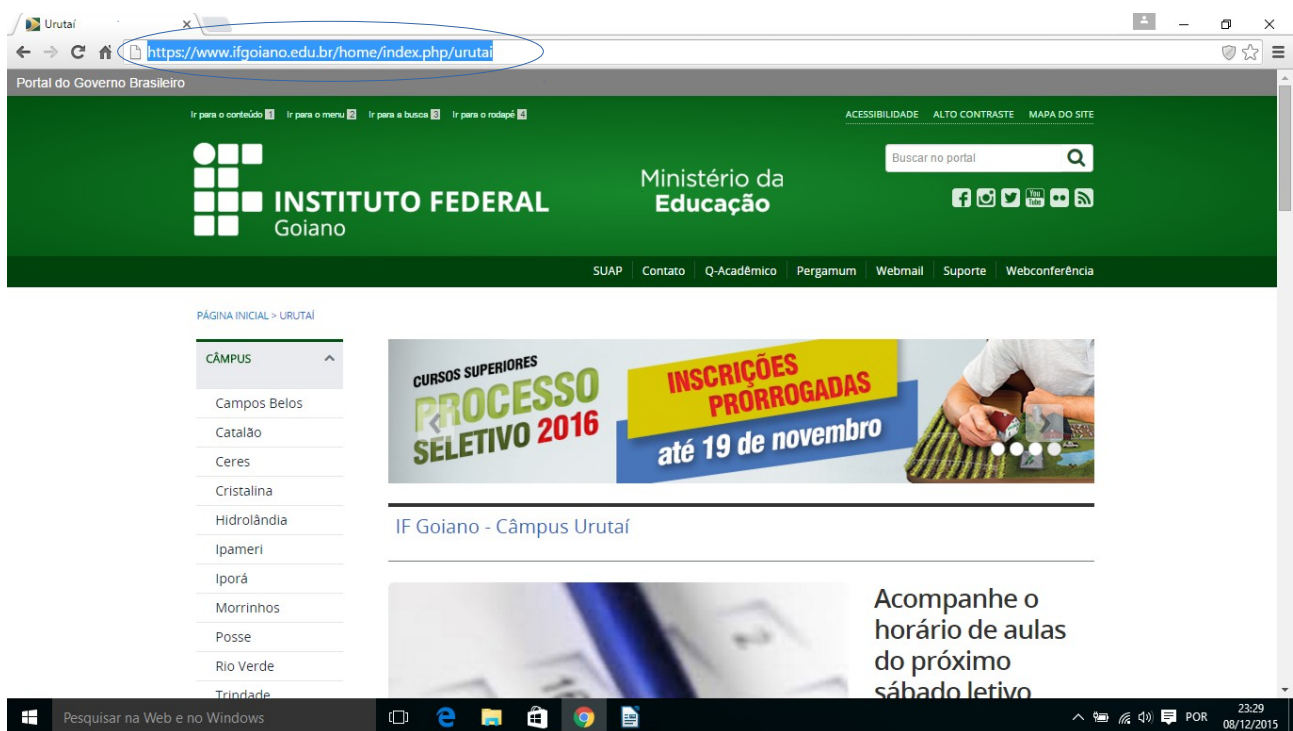 Urutaí
https://www.ifgoiano.edu.br/home/index.php/urutai
Portal do Governo Brasileiro
Ir para o conteúdo 1 Ir para o menu 2 Ir para a busca 3 Ir para o rodapé 4
ACESSIBILIDADE ALTO CONTRASTE MAPA DO SITE
Buscar no portal
INSTITUTO FEDERAL
Goiano
Ministério da
Educação
You
Tube
SUAP Contato Q-Acadêmico Pergamum Webmail Suporte Webconferência
PÁGINA INICIAL > URUTAÍ
CÂMPUS
Campos Belos
Catalão
Ceres
Cristalina
Hidrolândia
Ipameri
Iporá
Morrinhos
Posse
Rio Verde
Trindade
CURSOS SUPERIORES
PROCESSO
SELETIVO 2016
INSCRIÇÕES
PRORROGADAS
até 19 de novembro
IF Goiano - Câmpus Urutaí
Acompanhe o
horário de aulas
do próximo
sábado letivo
Pesquisar na Web e no Windows
POR
23:29
08/12/2015